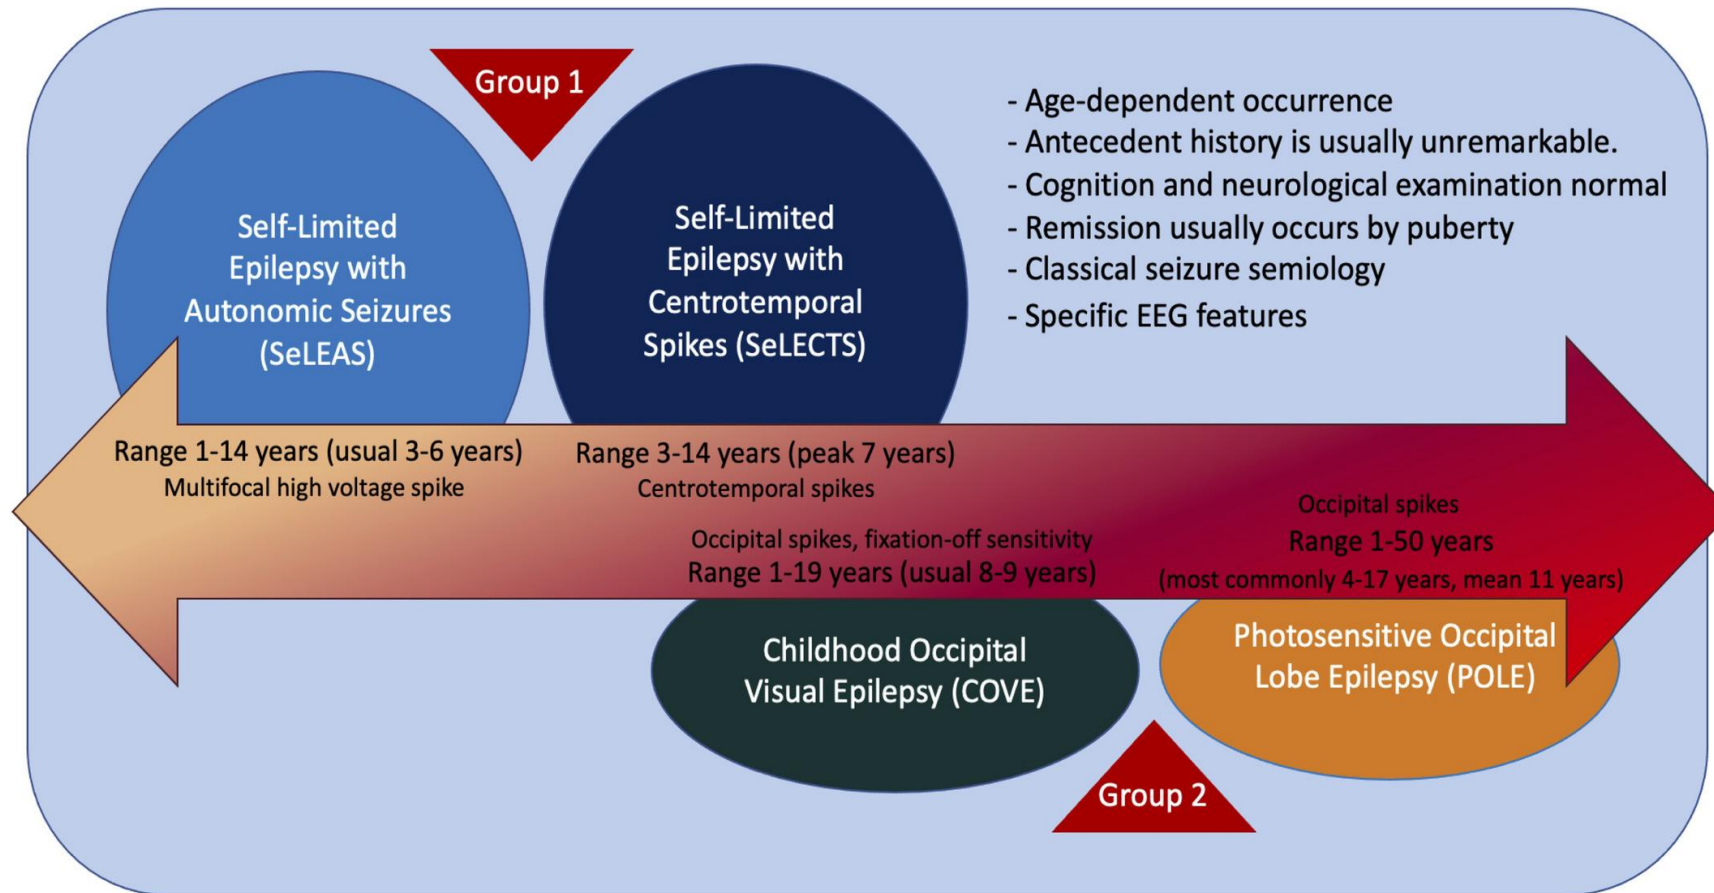 Group 1
Self-Limited
Epilepsy with
Autonomic Seizures
(SeLEAS)
Self-Limited
Epilepsy with
Centrotemporal
Spikes (SeLECTS)
- Age-dependent occurrence
- Antecedent history is usually unremarkable.
- Cognition and neurological examination normal
- Remission usually occurs by puberty
- Classical seizure semiology
- Specific EEG features
Range 1-14 years (usual 3-6 years)
Multifocal high voltage spike
Range 3-14 years (peak 7 years)
Centrotemporal spikes
Occipital spikes, fixation-off sensitivity
Range 1-19 years (usual 8-9 years)
Occipital spikes
Range 1-50 years
(most commonly 4-17 years, mean 11 years)
Childhood Occipital
Visual Epilepsy (COVE)
Photosensitive Occipital
Lobe Epilepsy (POLE)
Group 2